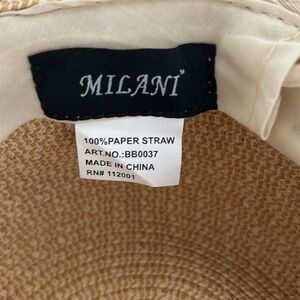 MILANI
100%PAPER STRAW
ART.NO.:BB0037
MADE IN CHINA
RN# 112001